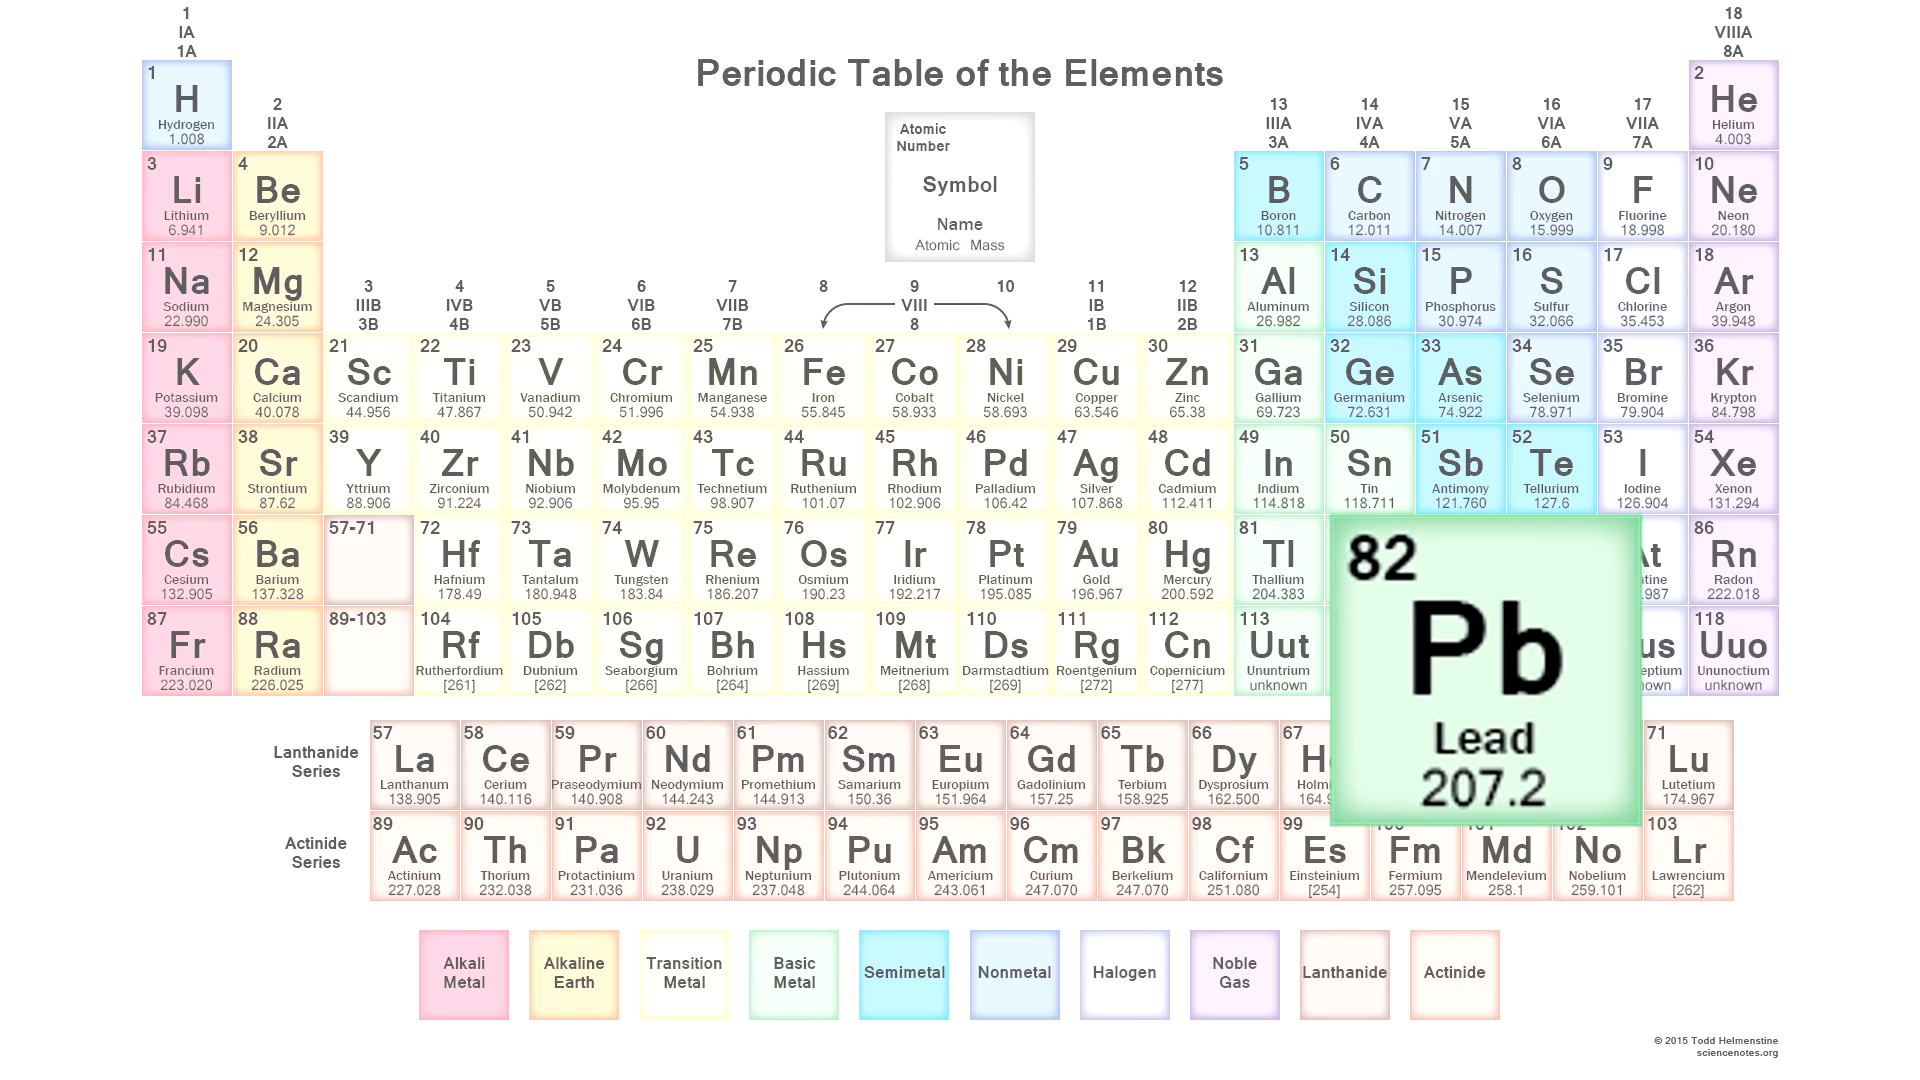 1
IA
1A
18
VIIIA
8A
Periodic Table of the Elements
1
H
Hydrogen
1.008
2
IIA
2A
Atomic
Number
Symbol
Name
Atomic Mass
13
IIIA
3A
14
IVA
4A
15
VA
5A
16
VIA
6A
17
VIIA
7A
2
He
Helium
4.003
3
Li
Lithium
6.941
4
Be
Beryllium
9.012
5
B
Boron
10.811
6
C
Carbon
12.011
7
N
Nitrogen
14.007
8
O
Oxygen
15.999
9
F
Fluorine
18.998
10
Ne
Neon
20.180
11
Na
Sodium
22.990
12
Mg
Magnesium
24.305
3
IIIB
3B
4
IVB
4B
5
VB
5B
6
VIB
6B
7
VIIB
7B
8
9
10
VIII
8
11
IB
1B
12
IIB
2B
13
Al
Aluminum
26.982
14
Si
Silicon
28.086
15
P
Phosphorus
30.974
16
S
Sulfur
32.066
17
Cl
Chlorine
35.453
18
Ar
Argon
39.948
19
K
Potassium
39.098
20
Ca
Calcium
40.078
21
Sc
Scandium
44.956
22
Ti
Titanium
47.867
23
V
Vanadium
50.942
24
Cr
Chromium
51.996
25
Mn
Manganese
54.938
26
Fe
Iron
55.845
27
Co
Cobalt
58.933
28
Ni
Nickel
58.693
29
Cu
Copper
63.546
30
Zn
Zinc
65.38
31
Ga
Gallium
69.723
32
Ge
Germanium
72.631
33
As
Arsenic
74.922
34
Se
Selenium
78.971
35
Br
Bromine
79.904
36
Kr
Krypton
84.798
37
Rb
Rubidium
84.468
38
Sr
Strontium
87.62
39
Y
Yttrium
88.906
40
Zr
Zirconium
91.224
41
Nb
Niobium
92.906
42
Mo
Molybdenum
95.95
43
Tc
Technetium
98.907
44
Ru
Ruthenium
101.07
45
Rh
Rhodium
102.906
46
Pd
Palladium
106.42
47
Ag
Silver
107.868
48
Cd
Cadmium
112.411
49
In
Indium
114.818
50
Sn
Tin
118.711
51
Sb
Antimony
121.760
52
Te
Tellurium
127.6
53
I
Iodine
126.904
54
Xe
Xenon
131.294
55
Cs
Cesium
132.905
56
Ba
Barium
137.328
57-71
72
Hf
Hafnium
178.49
73
Ta
Tantalum
180.948
74
W
Tungsten
183.84
75
Re
Rhenium
186.207
76
Os
Osmium
190.23
77
Ir
Iridium
192.217
78
Pt
Platinum
195.085
79
Au
Gold
196.967
80
Hg
Mercury
200.592
81
Tl
Thallium
204.383
82
Pb
Lead
207.2
86
Rn
Radon
222.018
87
Fr
Francium
223.020
88
Ra
Radium
226.025
89-103
104
Rf
Rutherfordium
[261]
105
Db
Dubnium
[262]
106
Sg
Seaborgium
[266]
107
Bh
Bohrium
[264]
108
Hs
Hassium
[269]
109
Mt
Meitnerium
[268]
110
Ds
Darmstadtium
[269]
111
Rg
Roentgenium
[272]
112
Cn
Copernicium
[277]
113
Uut
Ununtrium
unknown
118
Uuo
Ununoctium
unknown
Lanthanide
Series
57
La
Lanthanum
138.905
58
Ce
Cerium
140.116
59
Pr
Praseodymium
140.908
60
Nd
Neodymium
144.243
61
Pm
Promethium
144.913
62
Sm
Samarium
150.36
63
Eu
Europium
151.964
64
Gd
Gadolinium
157.25
65
Tb
Terbium
158.925
66
Dy
Dysprosium
162.500
67
71
Lu
Lutetium
174.967
Actinide
Series
89
Ac
Actinium
227.028
90
Th
Thorium
232.038
91
Pa
Protactinium
231.036
92
U
Uranium
238.029
93
Np
Neptunium
237.048
94
Pu
Plutonium
244.064
95
Am
Americium
243.061
96
Cm
Curium
247.070
97
Bk
Berkelium
247.070
98
Cf
Californium
251.080
99
Es
Einsteinium
[254]
Fm
Fermium
257.095
Md
Mendelevium
258.1
No
Nobelium
259.101
103
Lr
Lawrencium
[262]
Alkali
Metal
Alkaline
Earth
Transition
Metal
Basic
Metal
Semimetal
Nonmetal
Halogen
Noble
Gas
Lanthanide
Actinide
© 2015 Todd Helmenstine
sciencenotes.org